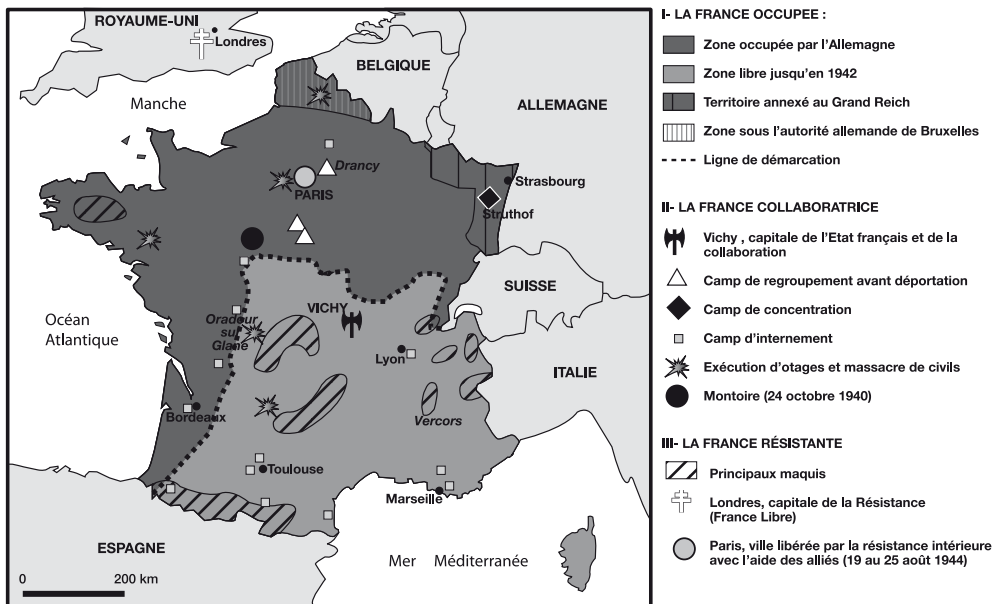 ROYAUME-UNI
Londres
BELGIQUE
Manche
ALLEMAGNE
Drancy
PARIS
Strasbourg
Struthof
SUISSE
VICHY
Océan
Atlantique
Oradour
sur
Glane
Lyon
ITALIE
Bordeaux
Vercors
Toulouse
Marseille
ESPAGNE
Mer Méditerranée
0 200 km
I- LA FRANCE OCCUPEE :
Zone occupée par l'Allemagne
Zone libre jusqu'en 1942
Territoire annexé au Grand Reich
Zone sous l'autorité allemande de Bruxelles
Ligne de démarcation
II- LA FRANCE COLLABORATRICE
Vichy , capitale de l'Etat français et de la
collaboration
Camp de regroupement avant déportation
Camp de concentration
Camp d'internement
Exécution d'otages et massacre de civils
Montoire (24 octobre 1940)
III- LA FRANCE RÉSISTANTE
Principaux maquis
Londres, capitale de la Résistance
(France Libre)
Paris, ville libérée par la résistance intérieure
avec l'aide des alliés (19 au 25 août 1944)